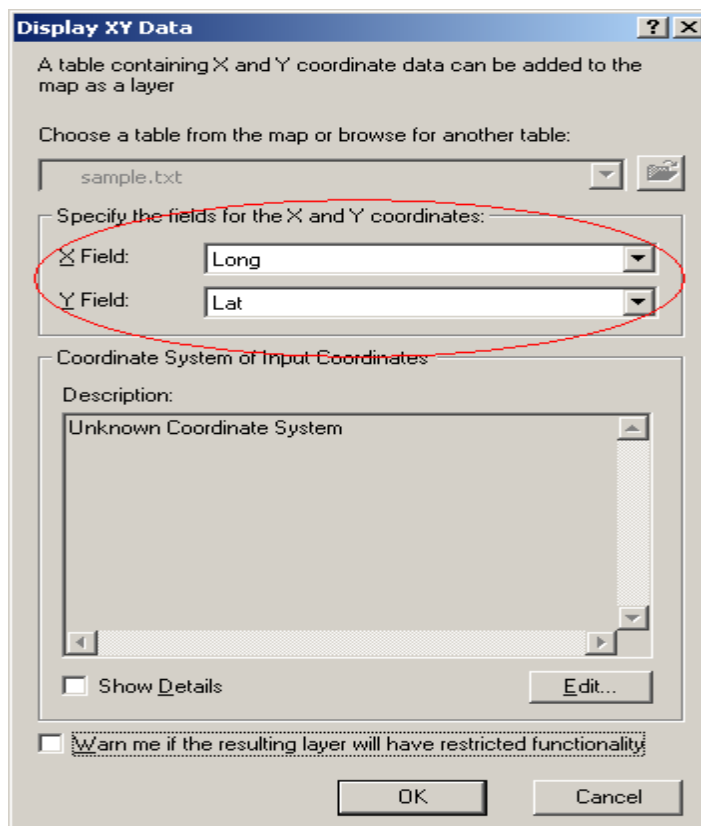 Display XY Data
A table containing X and Y coordinate data can be added to the
map as a layer
Choose a table from the map or browse for another table:
sample.txt
Specify the fields for the X and Y coordinates:
X Field: Long
Y Field: Lat
Coordinate System of Input Coordinates
Description:
Unknown Coordinate System
Show Details Edit...
Warn me if the resulting layer will have restricted functionality
OK Cancel